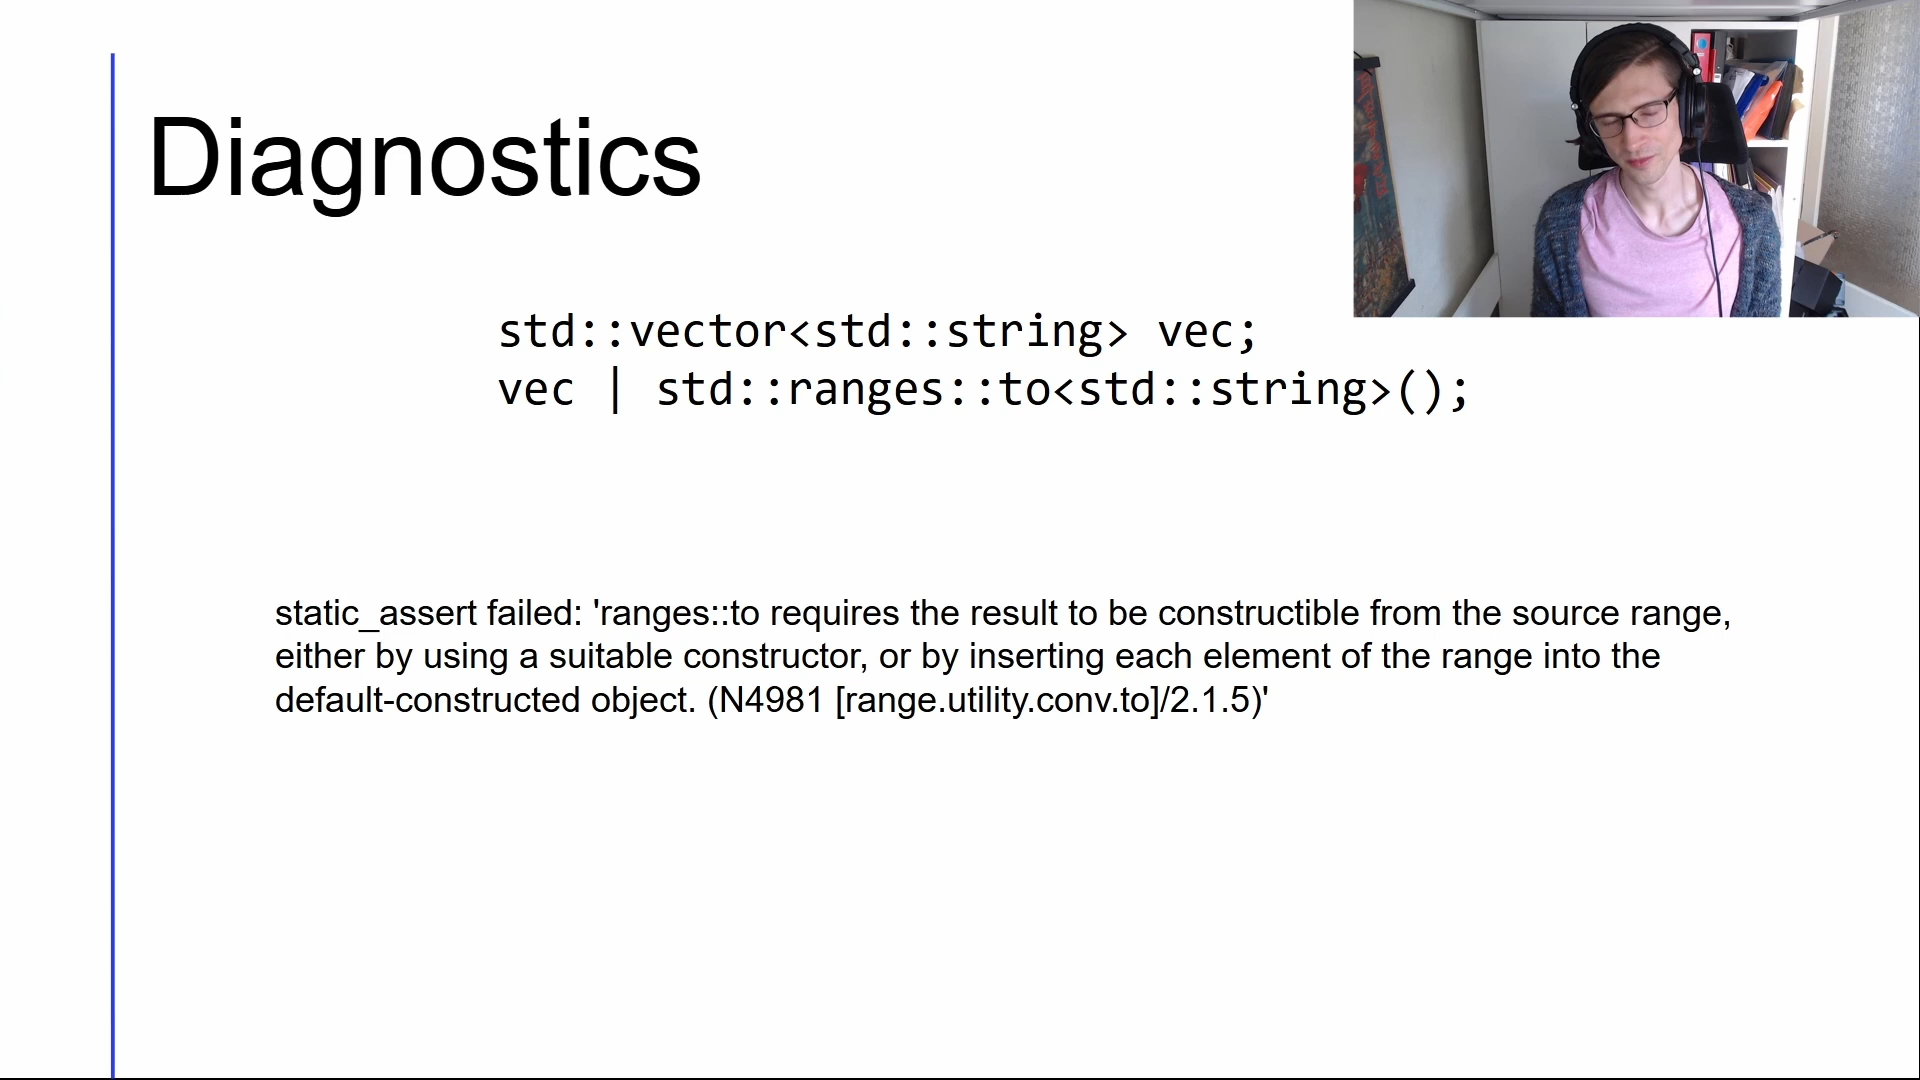 Diagnostics
std::vector<std::string> vec;
vec | std::ranges::to<std::string>();
static_assert failed: 'ranges::to requires the result to be constructible from the source range,
either by using a suitable constructor, or by inserting each element of the range into the
default-constructed object. (N4981 [range.utility.conv.to]/2.1.5)'